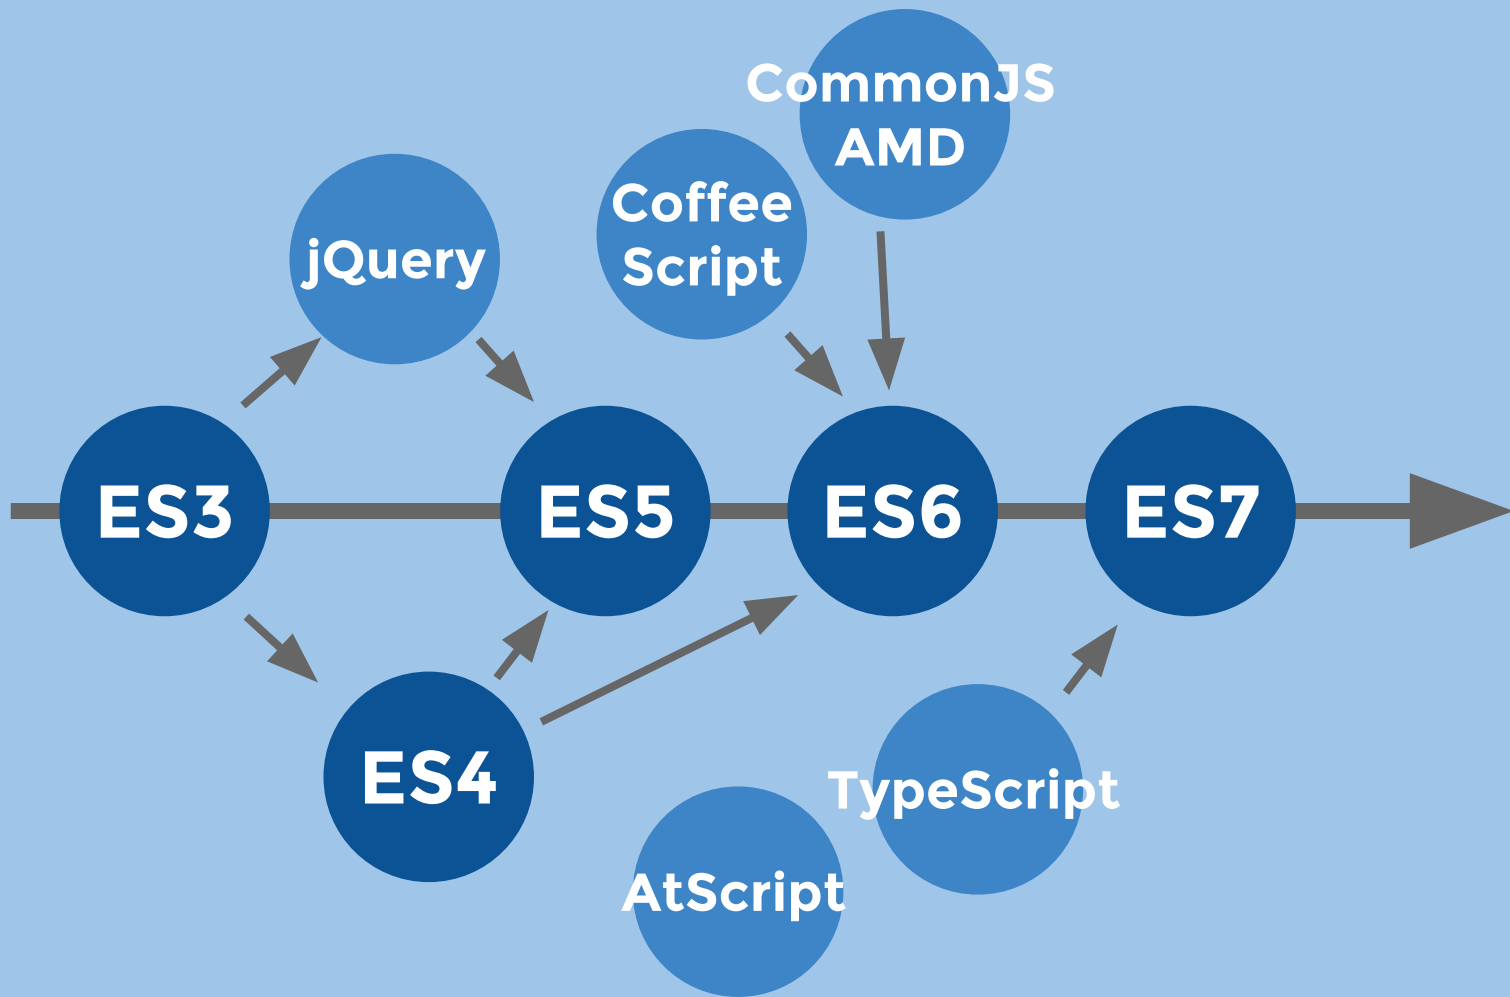 CommonJS
AMD
Coffee
Script
jQuery
ES3
ES5
ES6
ES7
ES4
TypeScript
AtScript